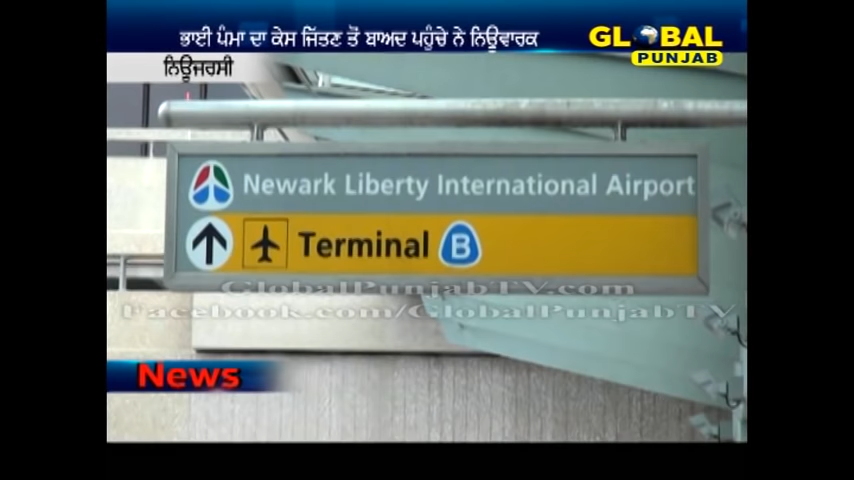 ਭਾਈ ਪੰਮਾ ਦਾ ਕੇਸ ਜਿੱਤਣ ਤੋਂ ਬਾਅਦ ਪਹੁੰਚੇ ਨੇ ਨਿਊਵਾਰਕ
GLOBAL
PUNJAB
ਨਿਊਜਰਸੀ
Newark Liberty International Airport
Terminal B
GlobalPunjabTV.com
Facebook.com/GlobalPunjabTV
News